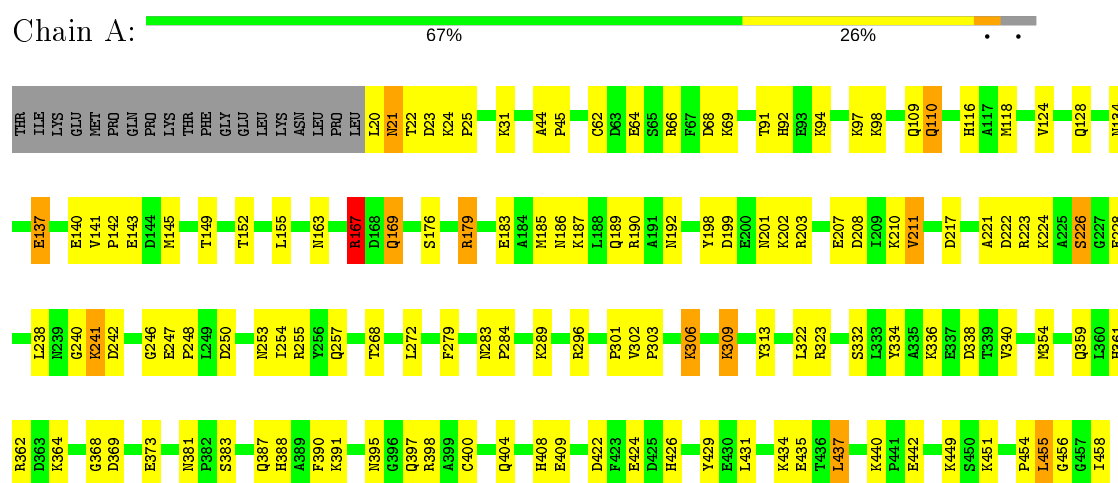 Chain A:
67% 26% • •
THR ILE LYS GLU MET PRO GLN PRO LYS THR PHE GLY GLU LEU LYS ASN LEU PRO LEU L20 N21 T22 D23 K24 P25 K31 A44 P45 C62 D63 E64 S65 R66 F67 D68 K69 T91 H92 E93 K94 K97 K98 Q109 Q110 H116 A117 M118 V124 Q128 N134
E137 E140 V141 P142 E143 D144 M145 T149 T152 L155 N163 R167 D168 Q169 S176 R179 E183 A184 M185 N186 K187 L188 Q189 R190 A191 N192 Y198 D199 E200 N201 K202 R203 E207 D208 I209 K210 V211 D217 A221 D222 R223 K224 A225 S226 G227 E228
L238 N239 G240 K241 D242 G246 E247 P248 L249 D250 N253 I254 R255 Y256 Q257 T268 L272 F279 N283 P284 K289 R296 P301 V302 P303 K306 K309 Y313 L322 R323 S332 L333 Y334 A335 K336 E337 D338 T339 V340 M354 Q359 L360
R362 D363 K364 G368 D369 E373 N381 P382 S383 Q387 H388 A389 F390 K391 N395 G396 Q397 R398 A399 C400 Q404 H408 E409 D422 F423 E424 D425 H426 Y429 E430 L431 K434 E435 T436 L437 K440 P441 E442 K449 S450 K451 P454 L455 G456 G457 I458